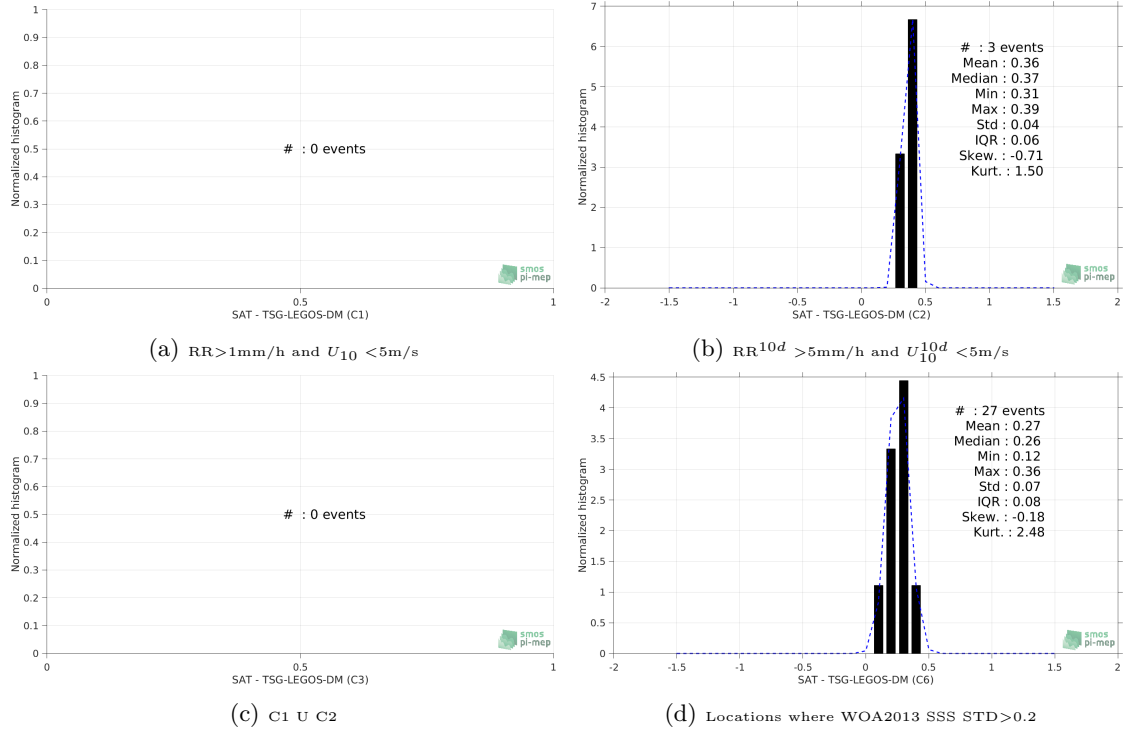 1
0.9
0.8
0.7
0.6
0.5
0.4
0.3
0.2
0.1
0
Normalized histogram
# : 0 events
smos
pi-mep
0 0.5 1
SAT - TSG-LEGOS-DM (C1)
(a) RR>1mm/h and U10 <5m/s
7
6
5
4
3
2
1
0
Normalized histogram
# : 3 events
Mean : 0.36
Median : 0.37
Min : 0.31
Max : 0.39
Std : 0.04
IQR : 0.06
Skew. : -0.71
Kurt. : 1.50
smos
pi-mep
-2 -1.5 -1 -0.5 0 0.5 1 1.5 2
SAT - TSG-LEGOS-DM (C2)
(b) RR^10d >5mm/h and U10^10d <5m/s
1
0.9
0.8
0.7
0.6
0.5
0.4
0.3
0.2
0.1
0
Normalized histogram
# : 0 events
smos
pi-mep
0 0.5 1
SAT - TSG-LEGOS-DM (C3)
(c) C1 U C2
4.5
4
3.5
3
2.5
2
1.5
1
0.5
0
Normalized histogram
# : 27 events
Mean : 0.27
Median : 0.26
Min : 0.12
Max : 0.36
Std : 0.07
IQR : 0.08
Skew. : -0.18
Kurt. : 2.48
smos
pi-mep
-2 -1.5 -1 -0.5 0 0.5 1 1.5 2
SAT - TSG-LEGOS-DM (C6)
(d) Locations where WOA2013 SSS STD>0.2